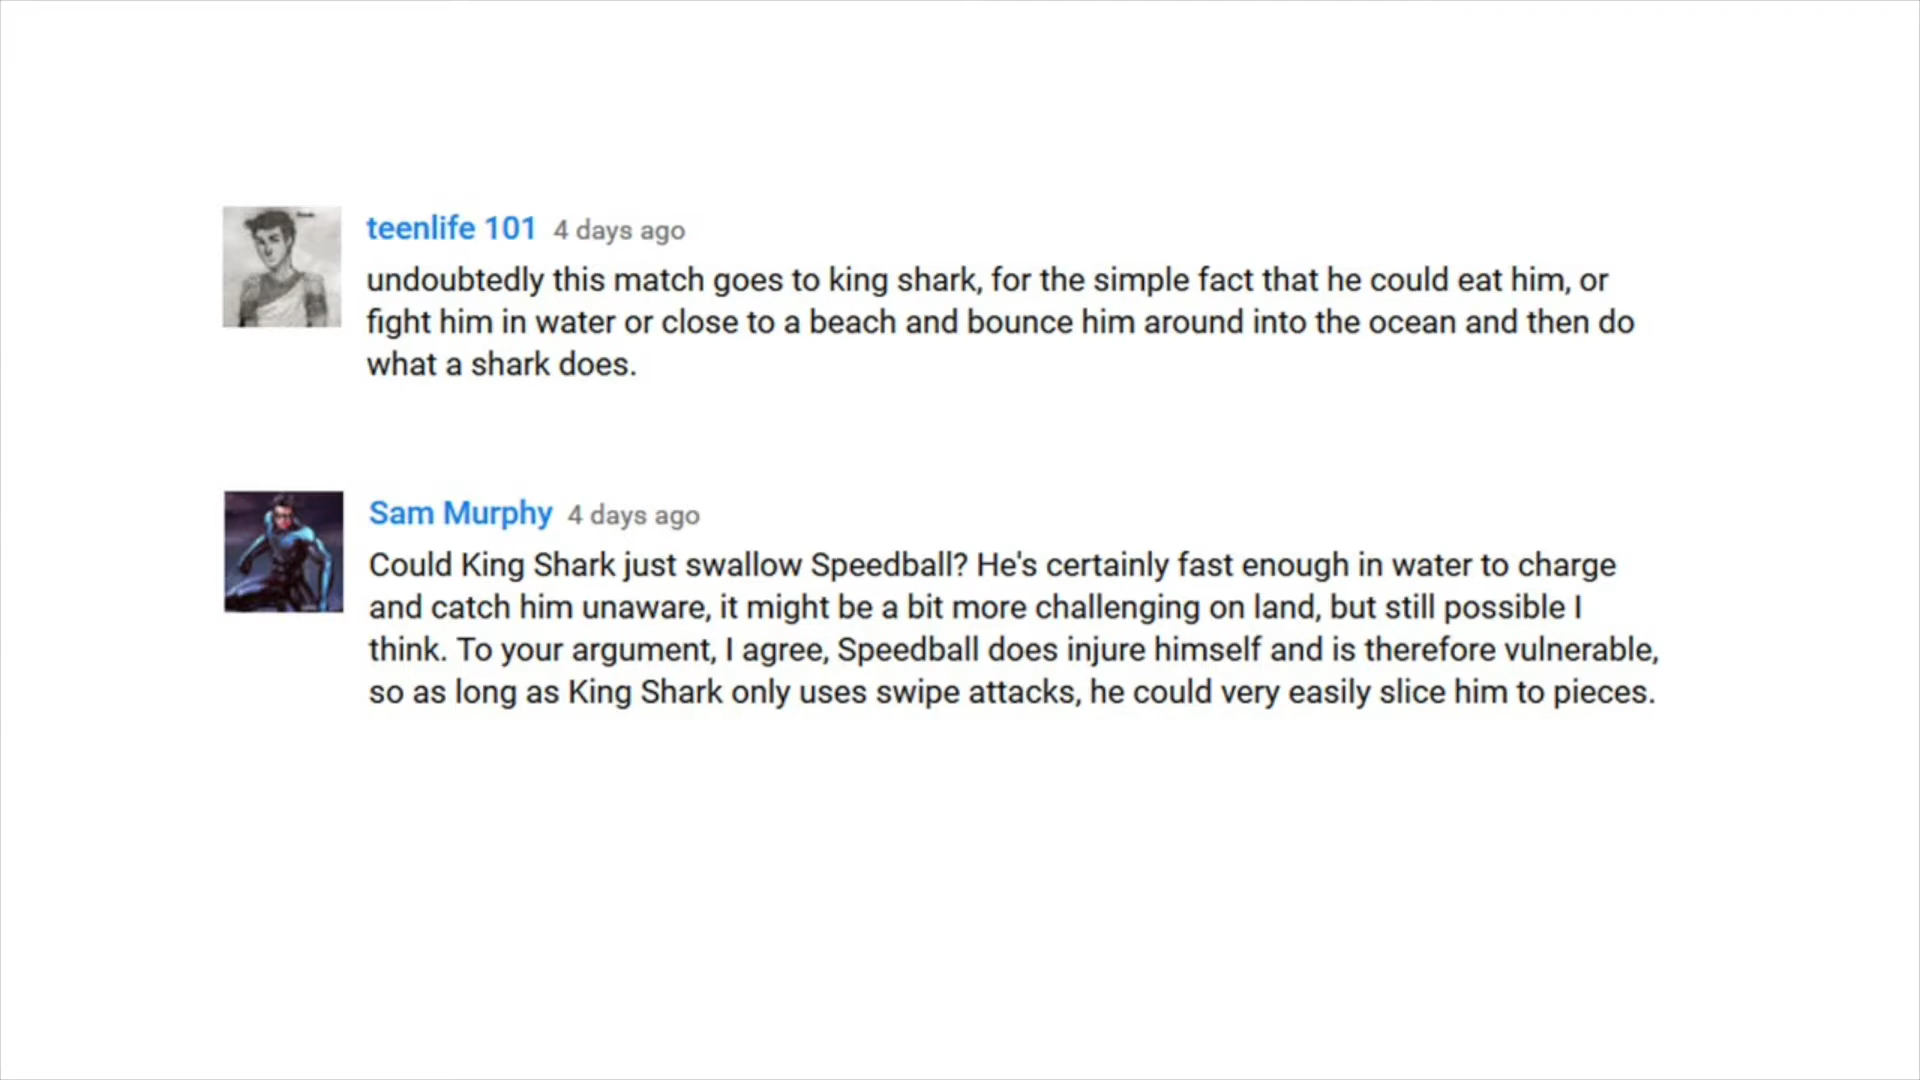 teenlife 101 4 days ago
undoubtedly this match goes to king shark, for the simple fact that he could eat him, or
fight him in water or close to a beach and bounce him around into the ocean and then do
what a shark does.
Sam Murphy 4 days ago
Could King Shark just swallow Speedball? He's certainly fast enough in water to charge
and catch him unaware, it might be a bit more challenging on land, but still possible I
think. To your argument, I agree, Speedball does injure himself and is therefore vulnerable,
so as long as King Shark only uses swipe attacks, he could very easily slice him to pieces.